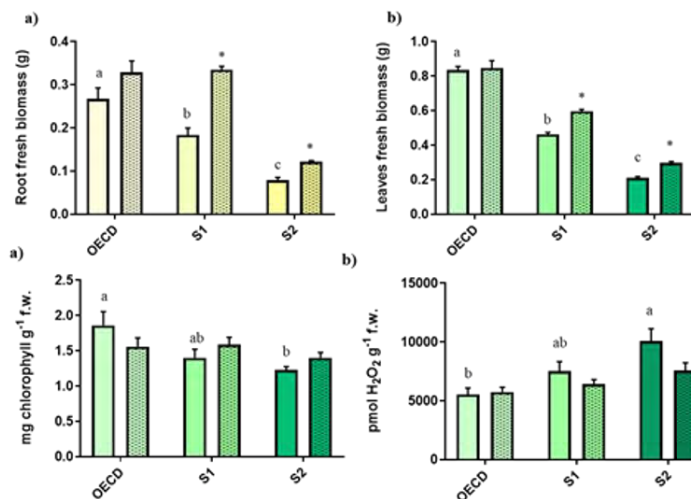 a)
Root fresh biomass (g)
0.4
0.3
0.2
0.1
0.0
a
b
*
c
*
OECD
S1
S2
b)
Leaves fresh biomass (g)
1.0
0.8
0.6
0.4
0.2
0.0
a
b
*
c
*
OECD
S1
S2
a)
mg chlorophyll g⁻¹ f.w.
2.5
2.0
1.5
1.0
0.5
0.0
a
ab
b
OECD
S1
S2
b)
pmol H₂O₂ g⁻¹ f.w.
15000
10000
5000
0
b
ab
a
OECD
S1
S2